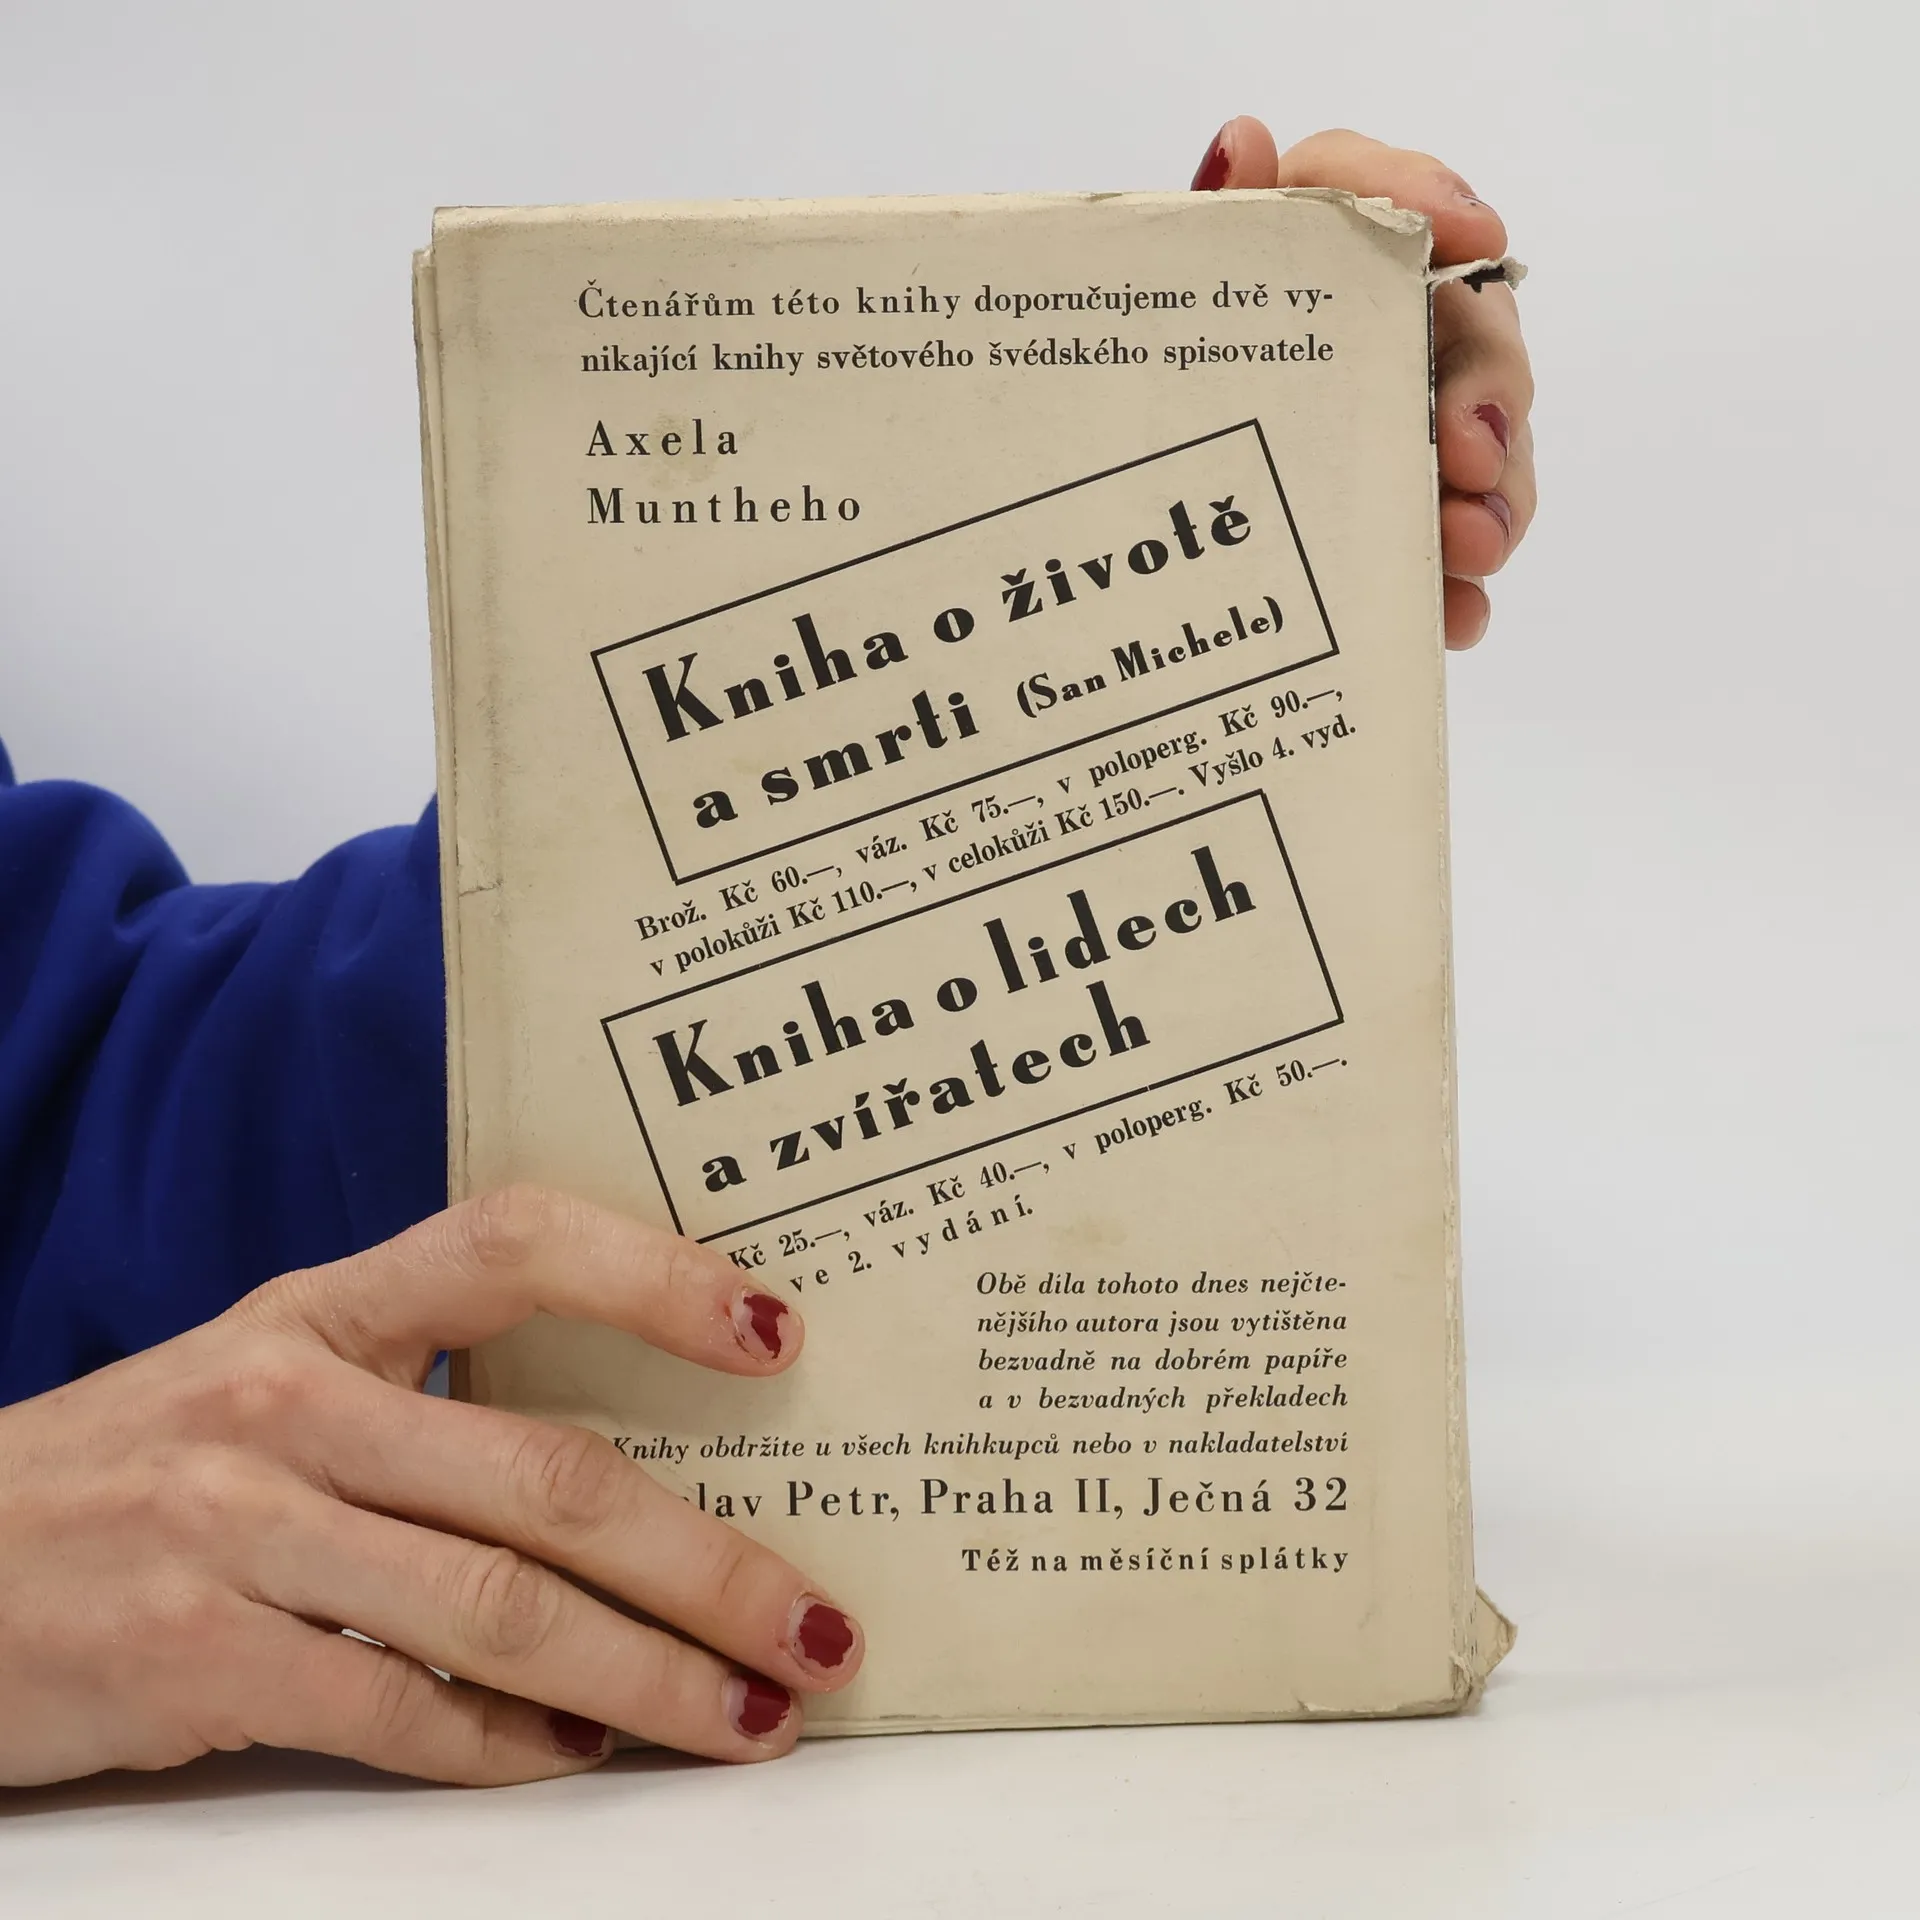 Čtenářům této knihy doporučujeme dvě vy-
nikající knihy světového švédského spisovatele
Axela
Muntheho
Kniha o životě
a smrti (San Michele)
Brož. Kč 60.—, váz. Kč 75.—, v poloperg. Kč 90.—,
v polokůži Kč 110.—, v celokůži Kč 150.—. Vyšlo 4. vyd.
Kniha o lidech
a zvířatech
Kč 25.—, váz. Kč 40.—, v poloperg. Kč 50.—.
ve 2. vydání.
Obě díla tohoto dnes nejčte-
nějšího autora jsou vytištěna
bezvadně na dobrém papíře
a v bezvadných překladech
Knihy obdržíte u všech knihkupců nebo v nakladatelství
lav Petr, Praha II, Ječná 32
Též na měsíční splátky